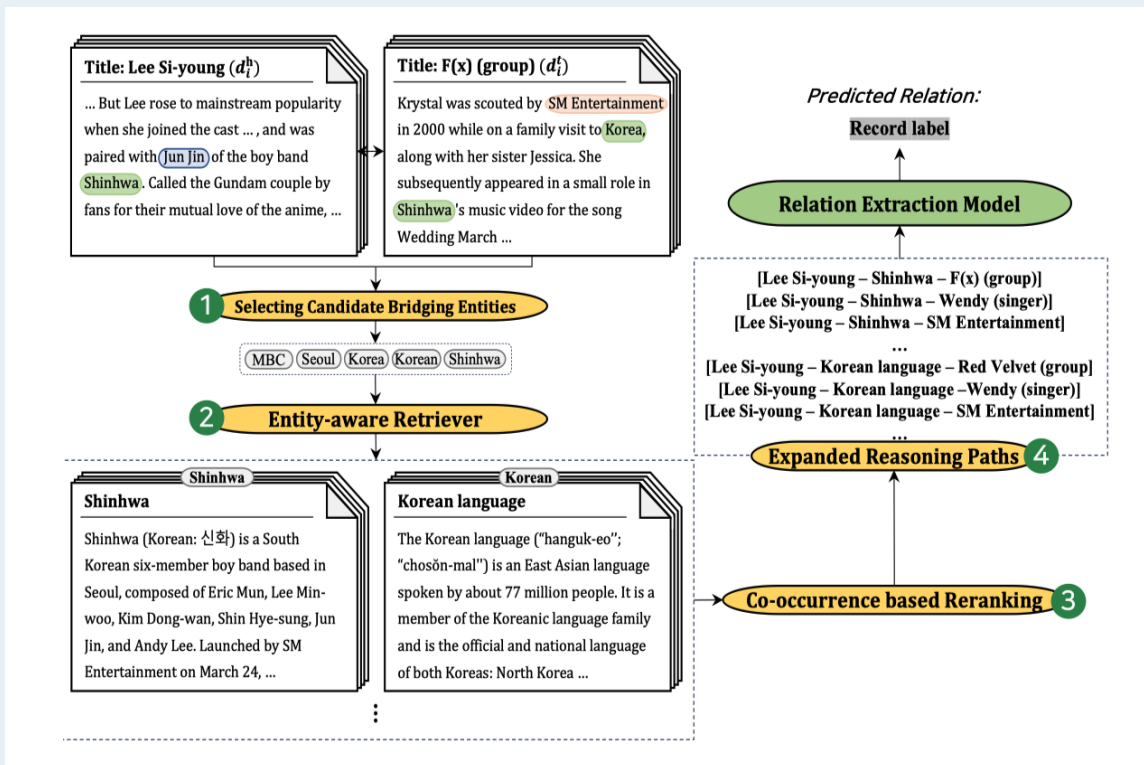 Title: Lee Si-young (dᵢʰ)
... But Lee rose to mainstream popularity
when she joined the cast ... , and was
paired with Jun Jin of the boy band
Shinhwa. Called the Gundam couple by
fans for their mutual love of the anime, ...
Title: F(x) (group) (dᵢᵗ)
Krystal was scouted by SM Entertainment
in 2000 while on a family visit to Korea,
along with her sister Jessica. She
subsequently appeared in a small role in
Shinhwa's music video for the song
Wedding March ...
1 Selecting Candidate Bridging Entities
MBC Seoul Korea Korean Shinhwa
2 Entity-aware Retriever
Shinhwa
Shinhwa
Shinhwa (Korean: 신화) is a South
Korean six-member boy band based in
Seoul, composed of Eric Mun, Lee Min-
woo, Kim Dong-wan, Shin Hye-sung, Jun
Jin, and Andy Lee. Launched by SM
Entertainment on March 24, ...
Korean
Korean language
The Korean language ("hanguk-eo";
"chosŏn-mal") is an East Asian language
spoken by about 77 million people. It is a
member of the Koreanic language family
and is the official and national language
of both Koreas: North Korea ...
Co-occurrence based Reranking 3
Expanded Reasoning Paths 4
[Lee Si-young – Shinhwa – F(x) (group)]
[Lee Si-young – Shinhwa – Wendy (singer)]
[Lee Si-young – Shinhwa – SM Entertainment]
...
[Lee Si-young – Korean language – Red Velvet (group]
[Lee Si-young – Korean language –Wendy (singer)]
[Lee Si-young – Korean language – SM Entertainment]
...
Relation Extraction Model
Predicted Relation:
Record label